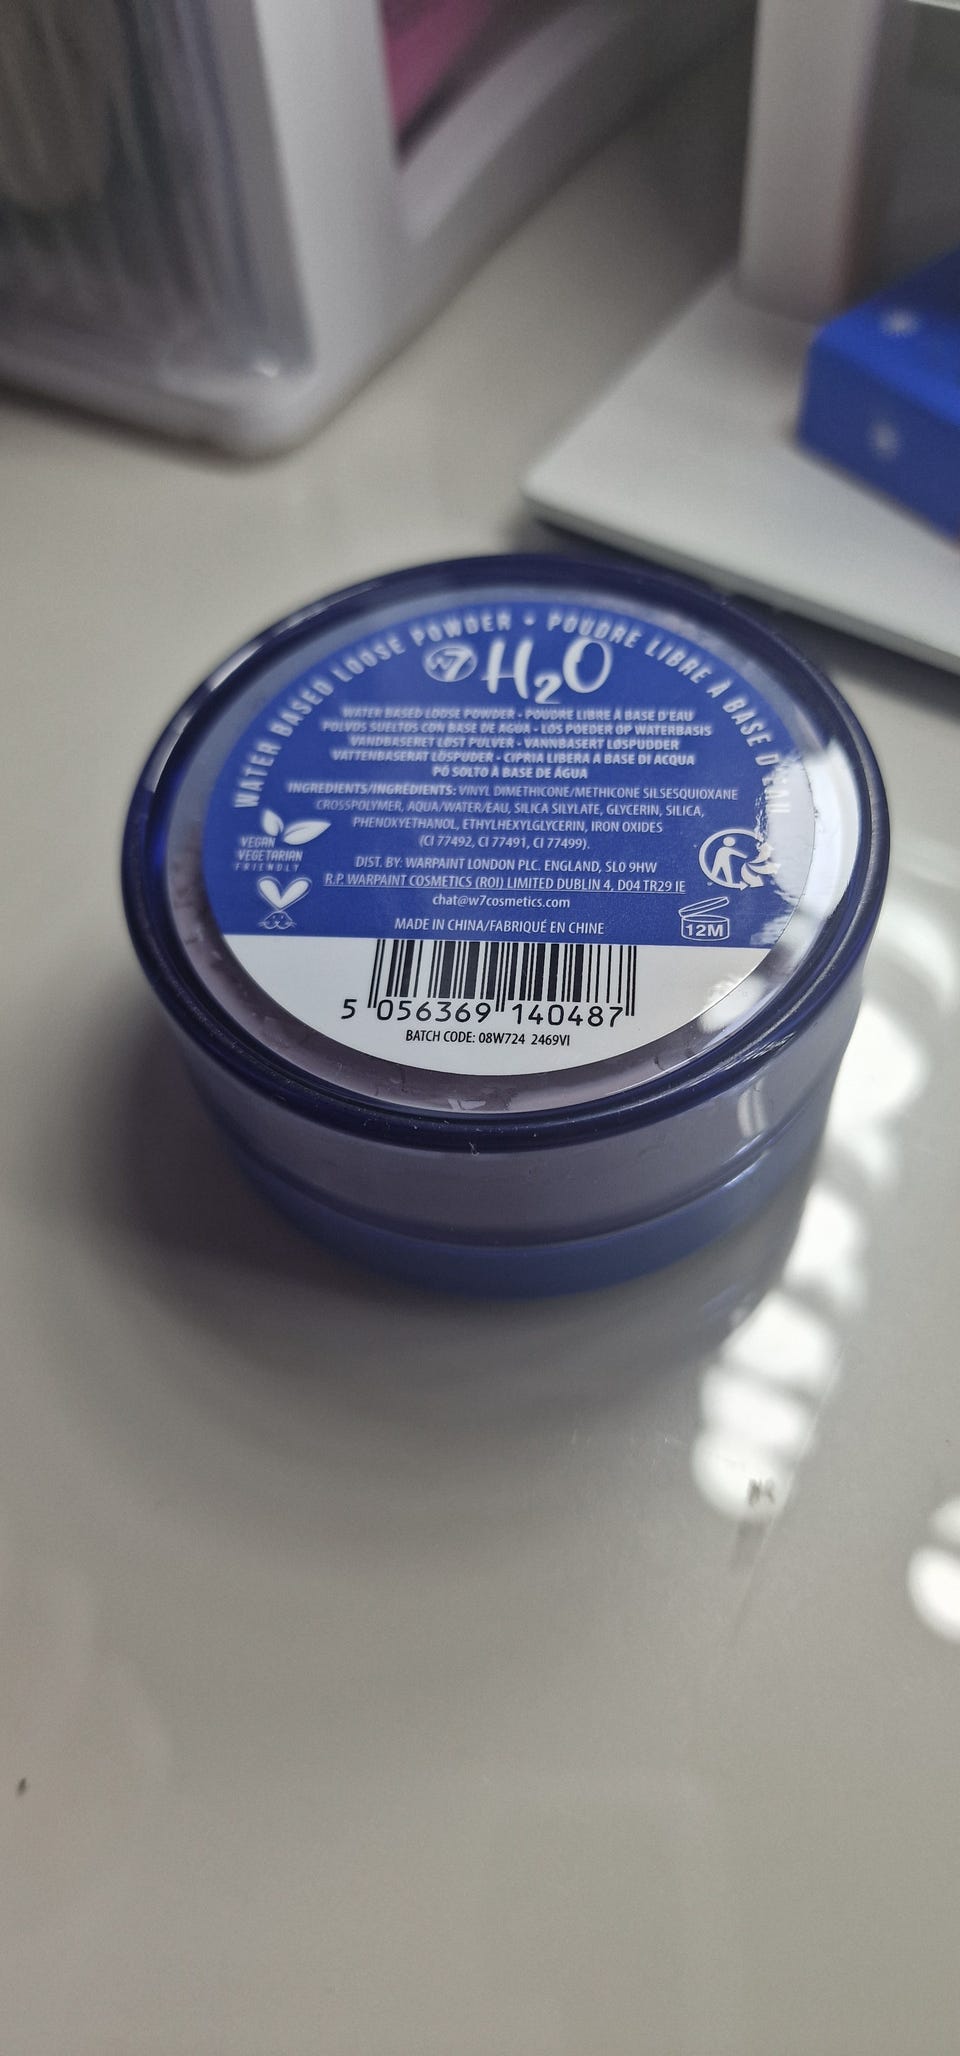 WATER BASED LOOSE POWDER • POUDRE LIBRE À BASE D'EAU
W7 H2O
WATER BASED LOOSE POWDER - POUDRE LIBRE À BASE D'EAU
POLVOS SUELTOS CON BASE DE AGUA - LOS POEDER OP WATERBASIS
VANDBASERET LØST PULVER - VANNBASERT LØSPUDDER
VATTENBASERAT LÖSPUDER - CIPRIA LIBERA A BASE DI ACQUA
PÓ SOLTO À BASE DE ÁGUA
INGREDIENTS/INGRÉDIENTS: VINYL DIMETHICONE/METHICONE SILSESQUIOXANE
CROSSPOLYMER, AQUA/WATER/EAU, SILICA SILYLATE, GLYCERIN, SILICA,
PHENOXYETHANOL, ETHYLHEXYLGLYCERIN, IRON OXIDES
(CI 77492, CI 77491, CI 77499).
VEGAN
VEGETARIAN
FRIENDLY
DIST. BY: WARPAINT LONDON PLC. ENGLAND, SL0 9HW
R.P. WARPAINT COSMETICS (ROI) LIMITED DUBLIN 4, D04 TR29 IE
chat@w7cosmetics.com
MADE IN CHINA/FABRIQUÉ EN CHINE
12M
5 056369 140487
BATCH CODE: 08W724 2469VI